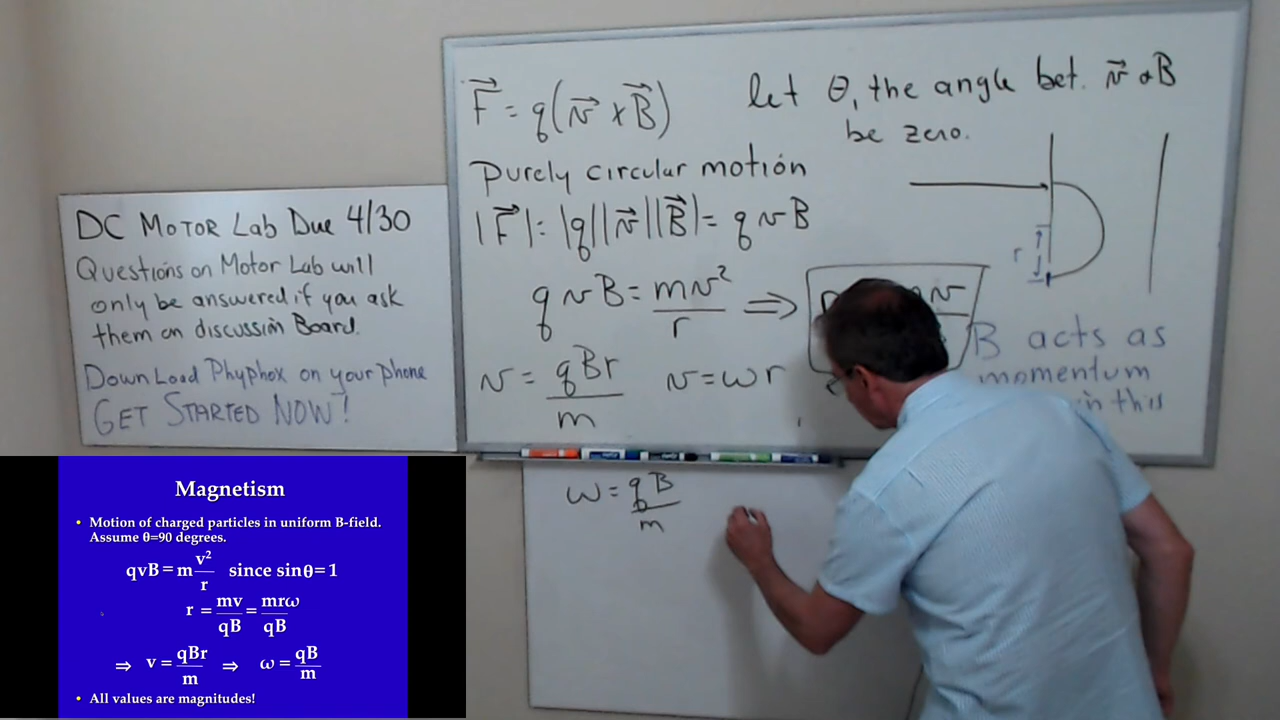 DC MOTOR Lab Due 4/30
Questions on Motor Lab will
only be answered if you ask
them on discussion Board.
DownLoad Phyphox on your phone
GET STARTED NOW!
F⃗ = q(v⃗ × B⃗)
let θ, the angle bet. v⃗ & B
be zero.
Purely circular motion
|F⃗| = |q||v⃗||B⃗| = qvB
qvB = mv²/r ⟹
v = qBr/m v = ωr
r
B acts as
momentum
in this
ω = qB/m
Magnetism
• Motion of charged particles in uniform B-field.
Assume θ=90 degrees.
qvB = m v²/r since sinθ=1
r = mv/qB = mrω/qB
⇒ v = qBr/m ⇒ ω = qB/m
• All values are magnitudes!